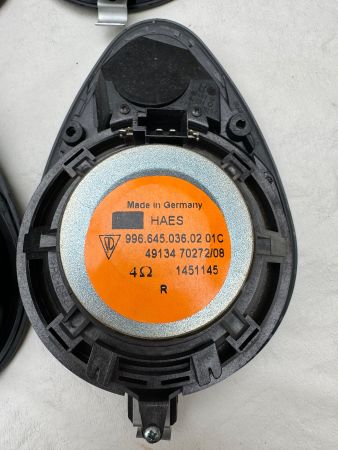 Made in Germany
HAES
996.645.036.02 01C
49134 70272/08
4Ω 1451145
R